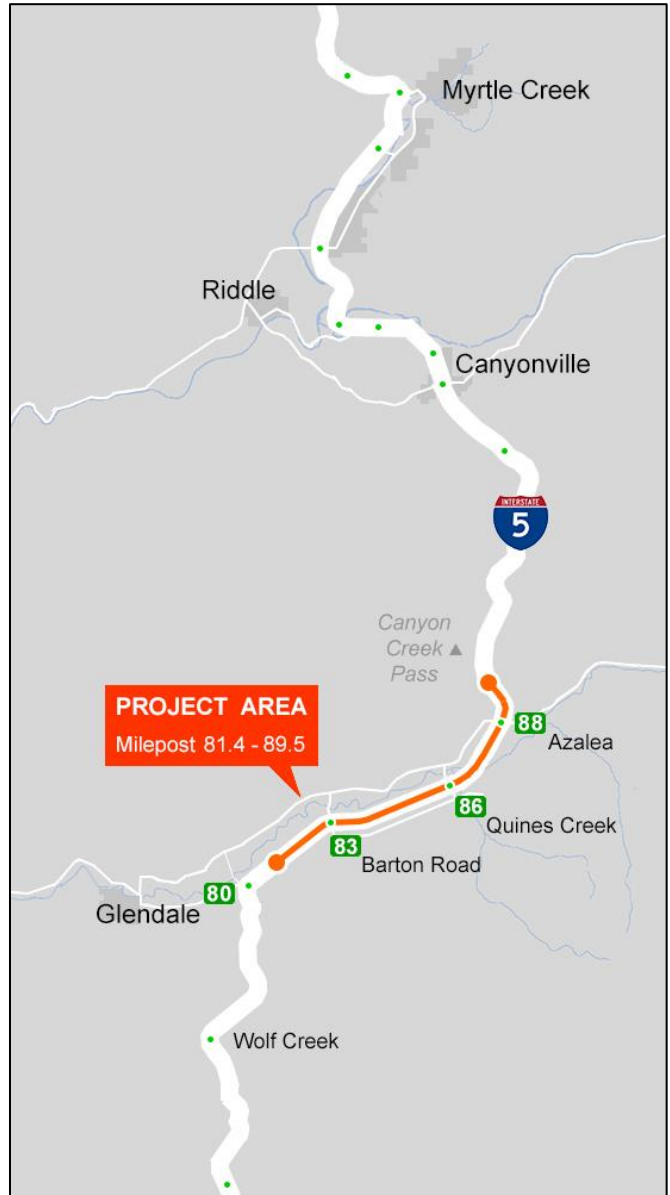 Myrtle Creek
Riddle
Canyonville
INTERSTATE
5
Canyon
Creek
Pass
PROJECT AREA
Milepost 81.4 - 89.5
88
Azalea
86
Quines Creek
83
Barton Road
80
Glendale
Wolf Creek